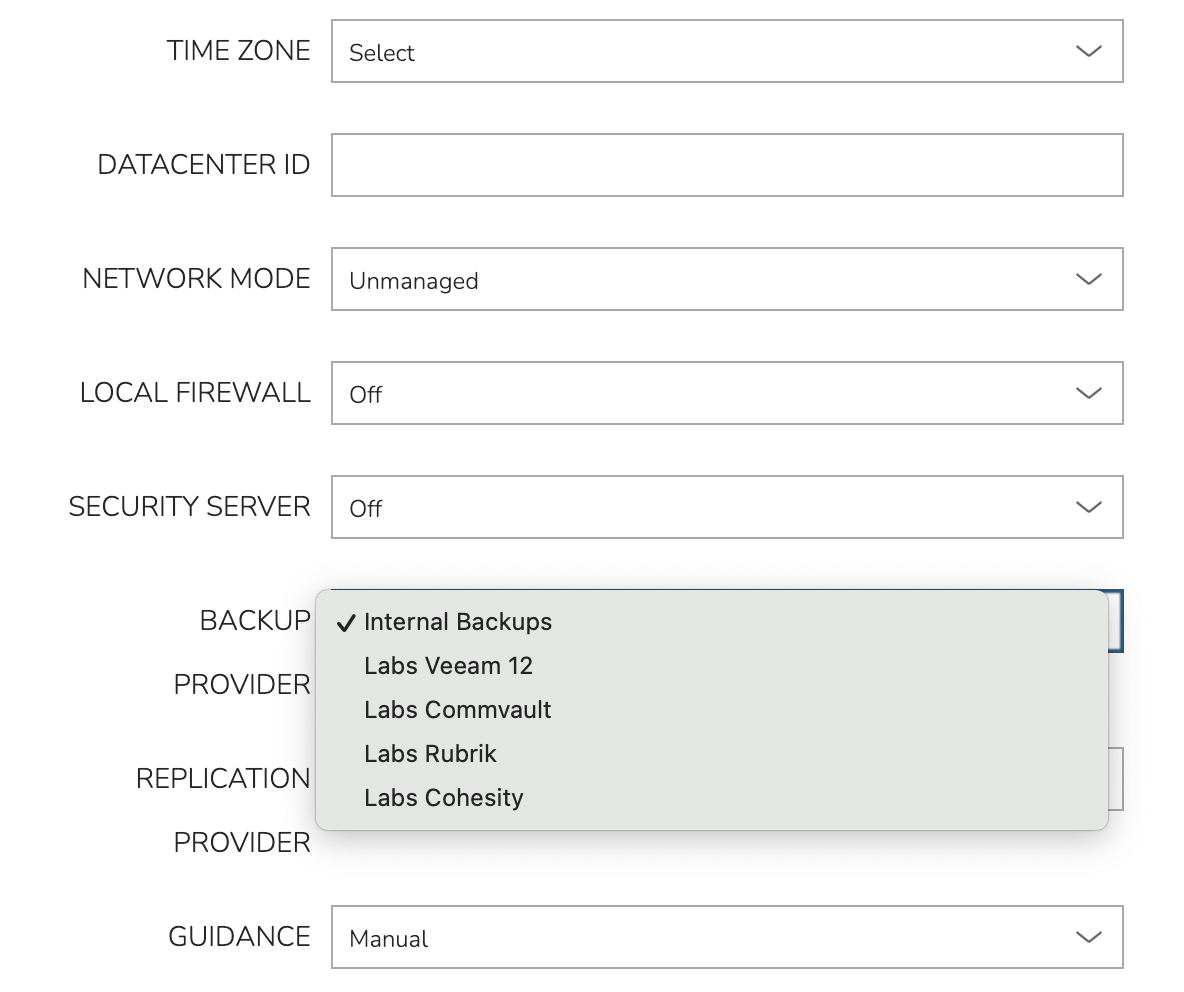 TIME ZONE Select
DATACENTER ID
NETWORK MODE Unmanaged
LOCAL FIREWALL Off
SECURITY SERVER Off
BACKUP PROVIDER
Internal Backups
Labs Veeam 12
Labs Commvault
Labs Rubrik
Labs Cohesity
REPLICATION PROVIDER
GUIDANCE Manual